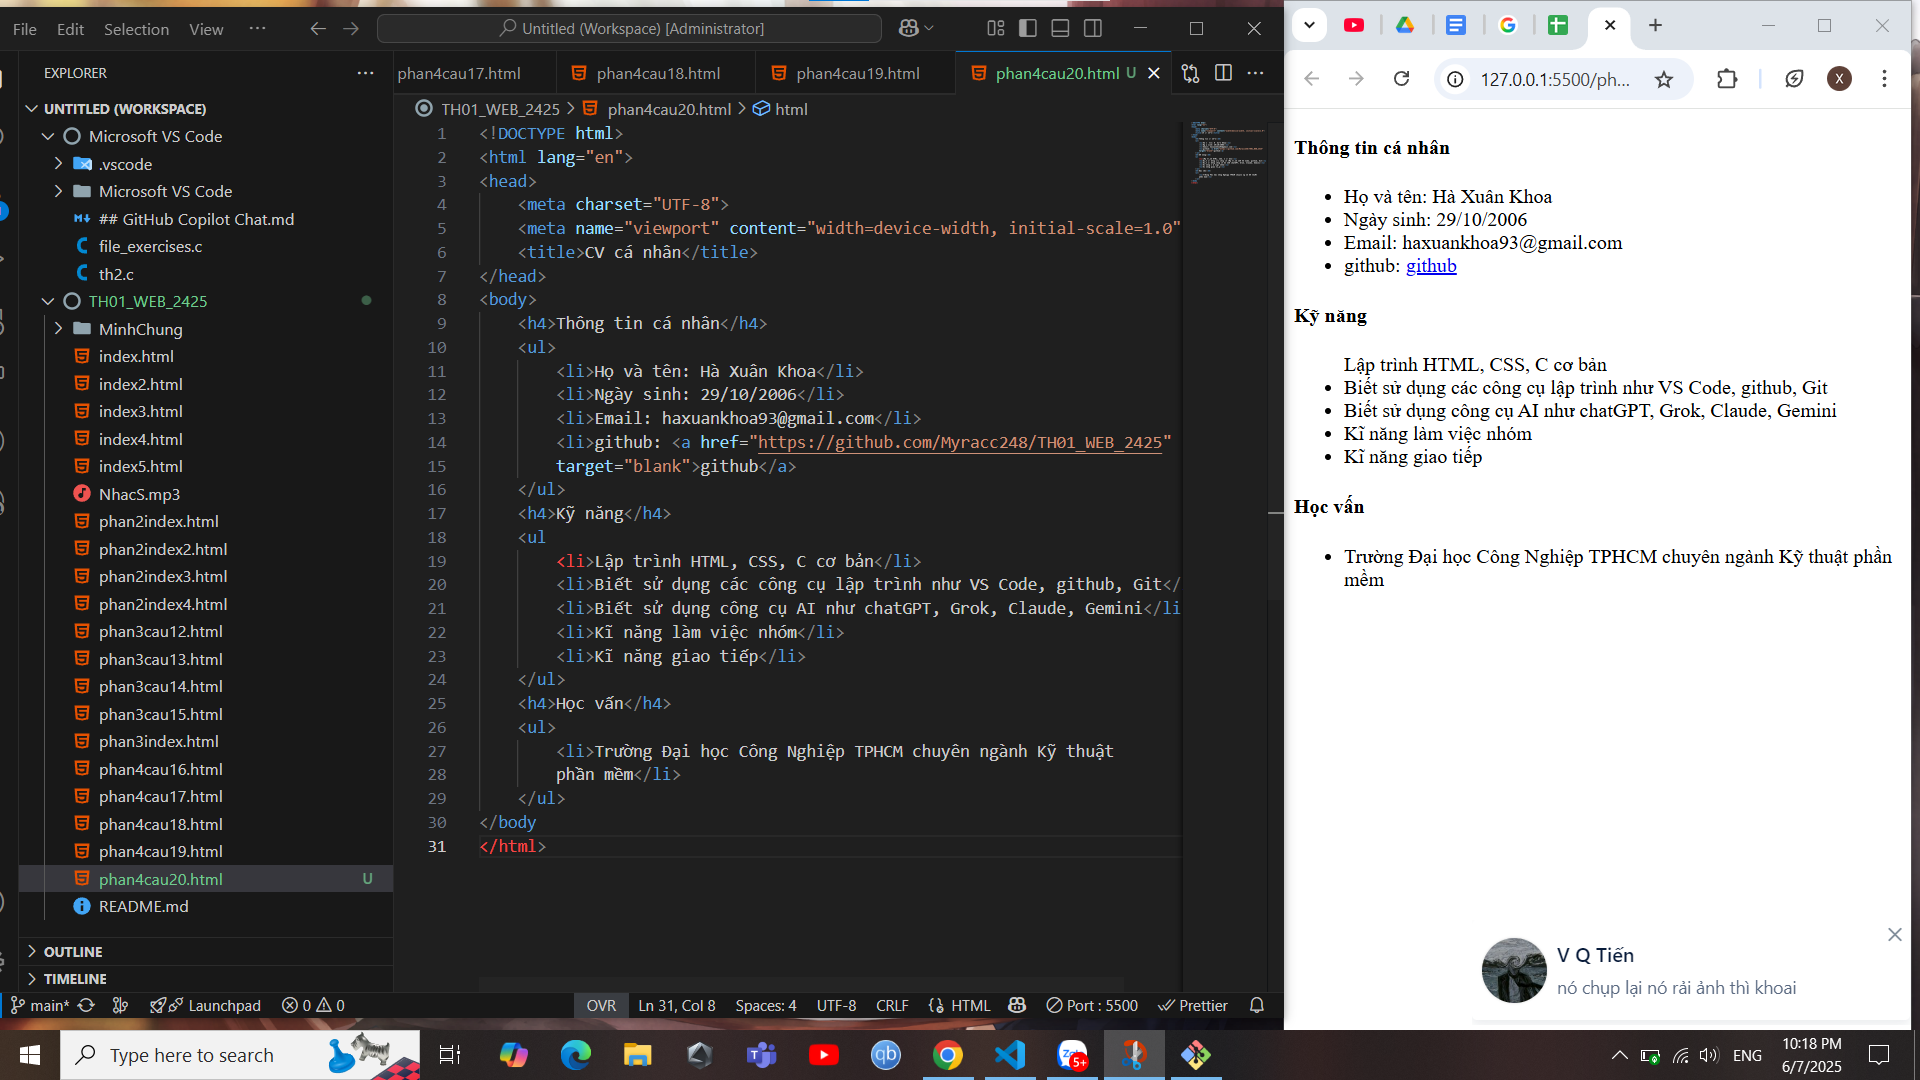 File Edit Selection View ··· Untitled (Workspace) [Administrator]
EXPLORER
UNTITLED (WORKSPACE)
Microsoft VS Code
.vscode
Microsoft VS Code
## GitHub Copilot Chat.md
file_exercises.c
th2.c
TH01_WEB_2425
MinhChung
index.html
index2.html
index3.html
index4.html
index5.html
NhacS.mp3
phan2index.html
phan2index2.html
phan2index3.html
phan2index4.html
phan3cau12.html
phan3cau13.html
phan3cau14.html
phan3cau15.html
phan3index.html
phan4cau16.html
phan4cau17.html
phan4cau18.html
phan4cau19.html
phan4cau20.html U
README.md
OUTLINE
TIMELINE
phan4cau17.html phan4cau18.html phan4cau19.html phan4cau20.html U
TH01_WEB_2425 > phan4cau20.html > html
1 <!DOCTYPE html>
2 <html lang="en">
3 <head>
4 <meta charset="UTF-8">
5 <meta name="viewport" content="width=device-width, initial-scale=1.0"
6 <title>CV cá nhân</title>
7 </head>
8 <body>
9 <h4>Thông tin cá nhân</h4>
10 <ul>
11 <li>Họ và tên: Hà Xuân Khoa</li>
12 <li>Ngày sinh: 29/10/2006</li>
13 <li>Email: haxuankhoa93@gmail.com</li>
14 <li>github: <a href="https://github.com/Myracc248/TH01_WEB_2425"
15 target="blank">github</a>
16 </ul>
17 <h4>Kỹ năng</h4>
18 <ul
19 <li>Lập trình HTML, CSS, C cơ bản</li>
20 <li>Biết sử dụng các công cụ lập trình như VS Code, github, Git</
21 <li>Biết sử dụng công cụ AI như chatGPT, Grok, Claude, Gemini</li
22 <li>Kĩ năng làm việc nhóm</li>
23 <li>Kĩ năng giao tiếp</li>
24 </ul>
25 <h4>Học vấn</h4>
26 <ul>
27 <li>Trường Đại học Công Nghiệp TPHCM chuyên ngành Kỹ thuật
28 phần mềm</li>
29 </ul>
30 </body
31 </html>
main* Launchpad 0 0 OVR Ln 31, Col 8 Spaces: 4 UTF-8 CRLF HTML Port : 5500 Prettier
127.0.0.1:5500/ph... X
Thông tin cá nhân
• Họ và tên: Hà Xuân Khoa
• Ngày sinh: 29/10/2006
• Email: haxuankhoa93@gmail.com
• github: github
Kỹ năng
Lập trình HTML, CSS, C cơ bản
• Biết sử dụng các công cụ lập trình như VS Code, github, Git
• Biết sử dụng công cụ AI như chatGPT, Grok, Claude, Gemini
• Kĩ năng làm việc nhóm
• Kĩ năng giao tiếp
Học vấn
• Trường Đại học Công Nghiệp TPHCM chuyên ngành Kỹ thuật phần
mềm
V Q Tiến
nó chụp lại nó rải ảnh thì khoai
Type here to search
5+
ENG
10:18 PM
6/7/2025